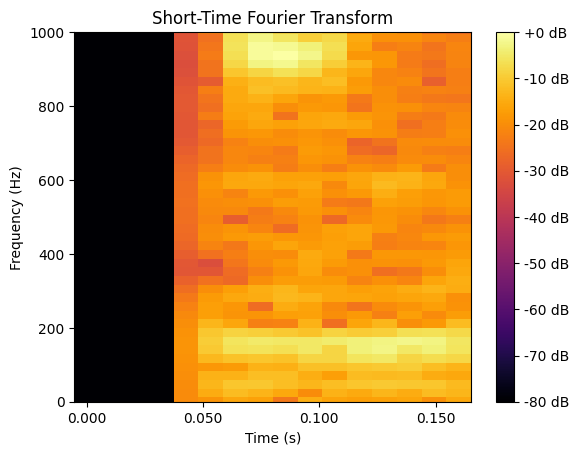 Short-Time Fourier Transform
1000
800
600
400
200
0
Frequency (Hz)
0.000
0.050
0.100
0.150
Time (s)
+0 dB
-10 dB
-20 dB
-30 dB
-40 dB
-50 dB
-60 dB
-70 dB
-80 dB